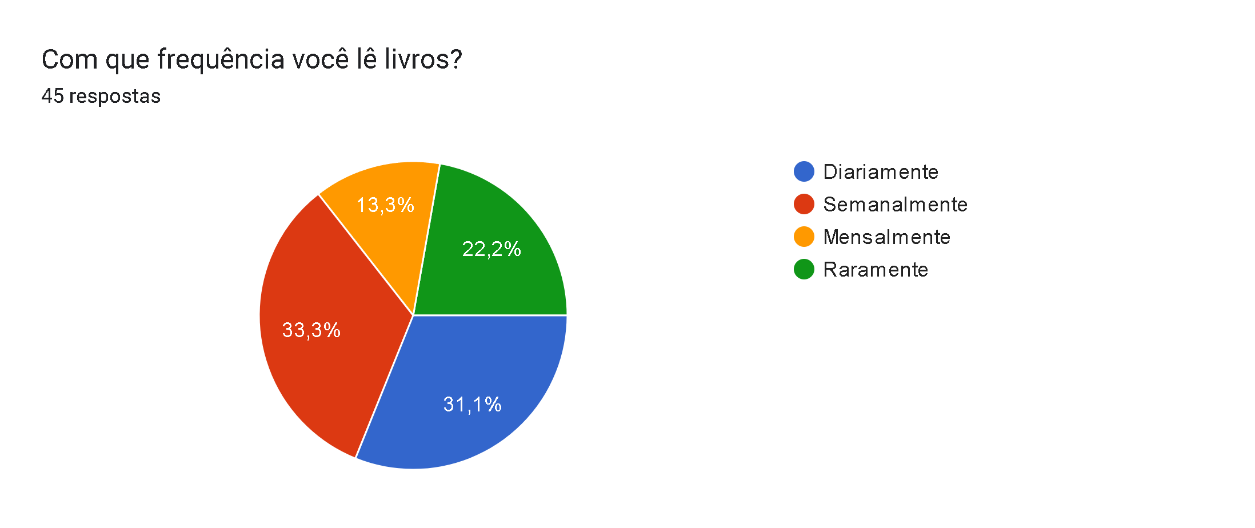 Com que frequência você lê livros?
45 respostas
13,3%
22,2%
33,3%
31,1%
Diariamente
Semanalmente
Mensalmente
Raramente